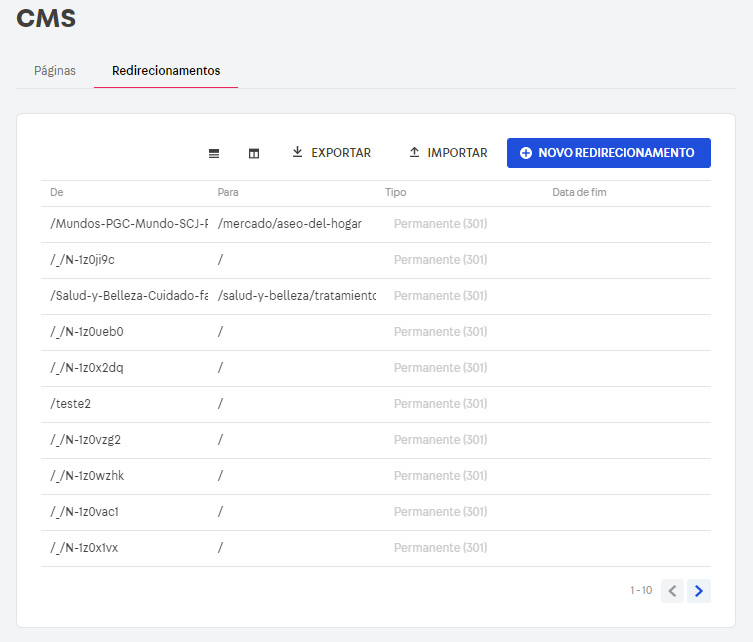 CMS
Páginas Redirecionamentos
EXPORTAR IMPORTAR NOVO REDIRECIONAMENTO
De Para Tipo Data de fim
/Mundos-PGC-Mundo-SCJ- /mercado/aseo-del-hogar Permanente (301)
/_/N-1z0ji9c / Permanente (301)
/Salud-y-Belleza-Cuidado-fa /salud-y-belleza/tratamiento Permanente (301)
/_/N-1z0ueb0 / Permanente (301)
/_/N-1z0x2dq / Permanente (301)
/teste2 / Permanente (301)
/_/N-1z0vzg2 / Permanente (301)
/_/N-1z0wzhk / Permanente (301)
/_/N-1z0vac1 / Permanente (301)
/_/N-1z0x1vx / Permanente (301)
1 - 10